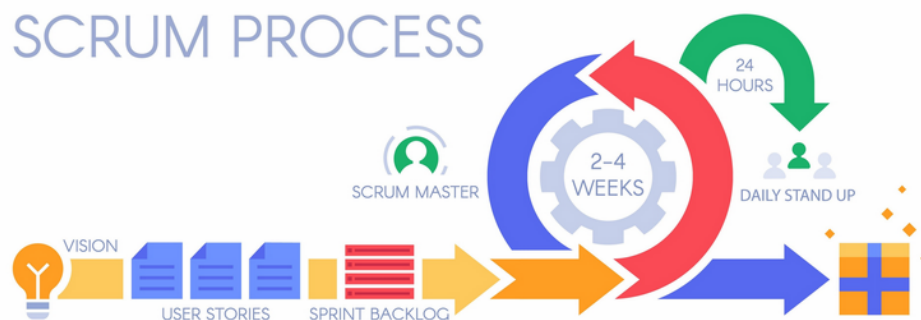 SCRUM PROCESS
24
HOURS
2-4
WEEKS
SCRUM MASTER
DAILY STAND UP
VISION
USER STORIES
SPRINT BACKLOG